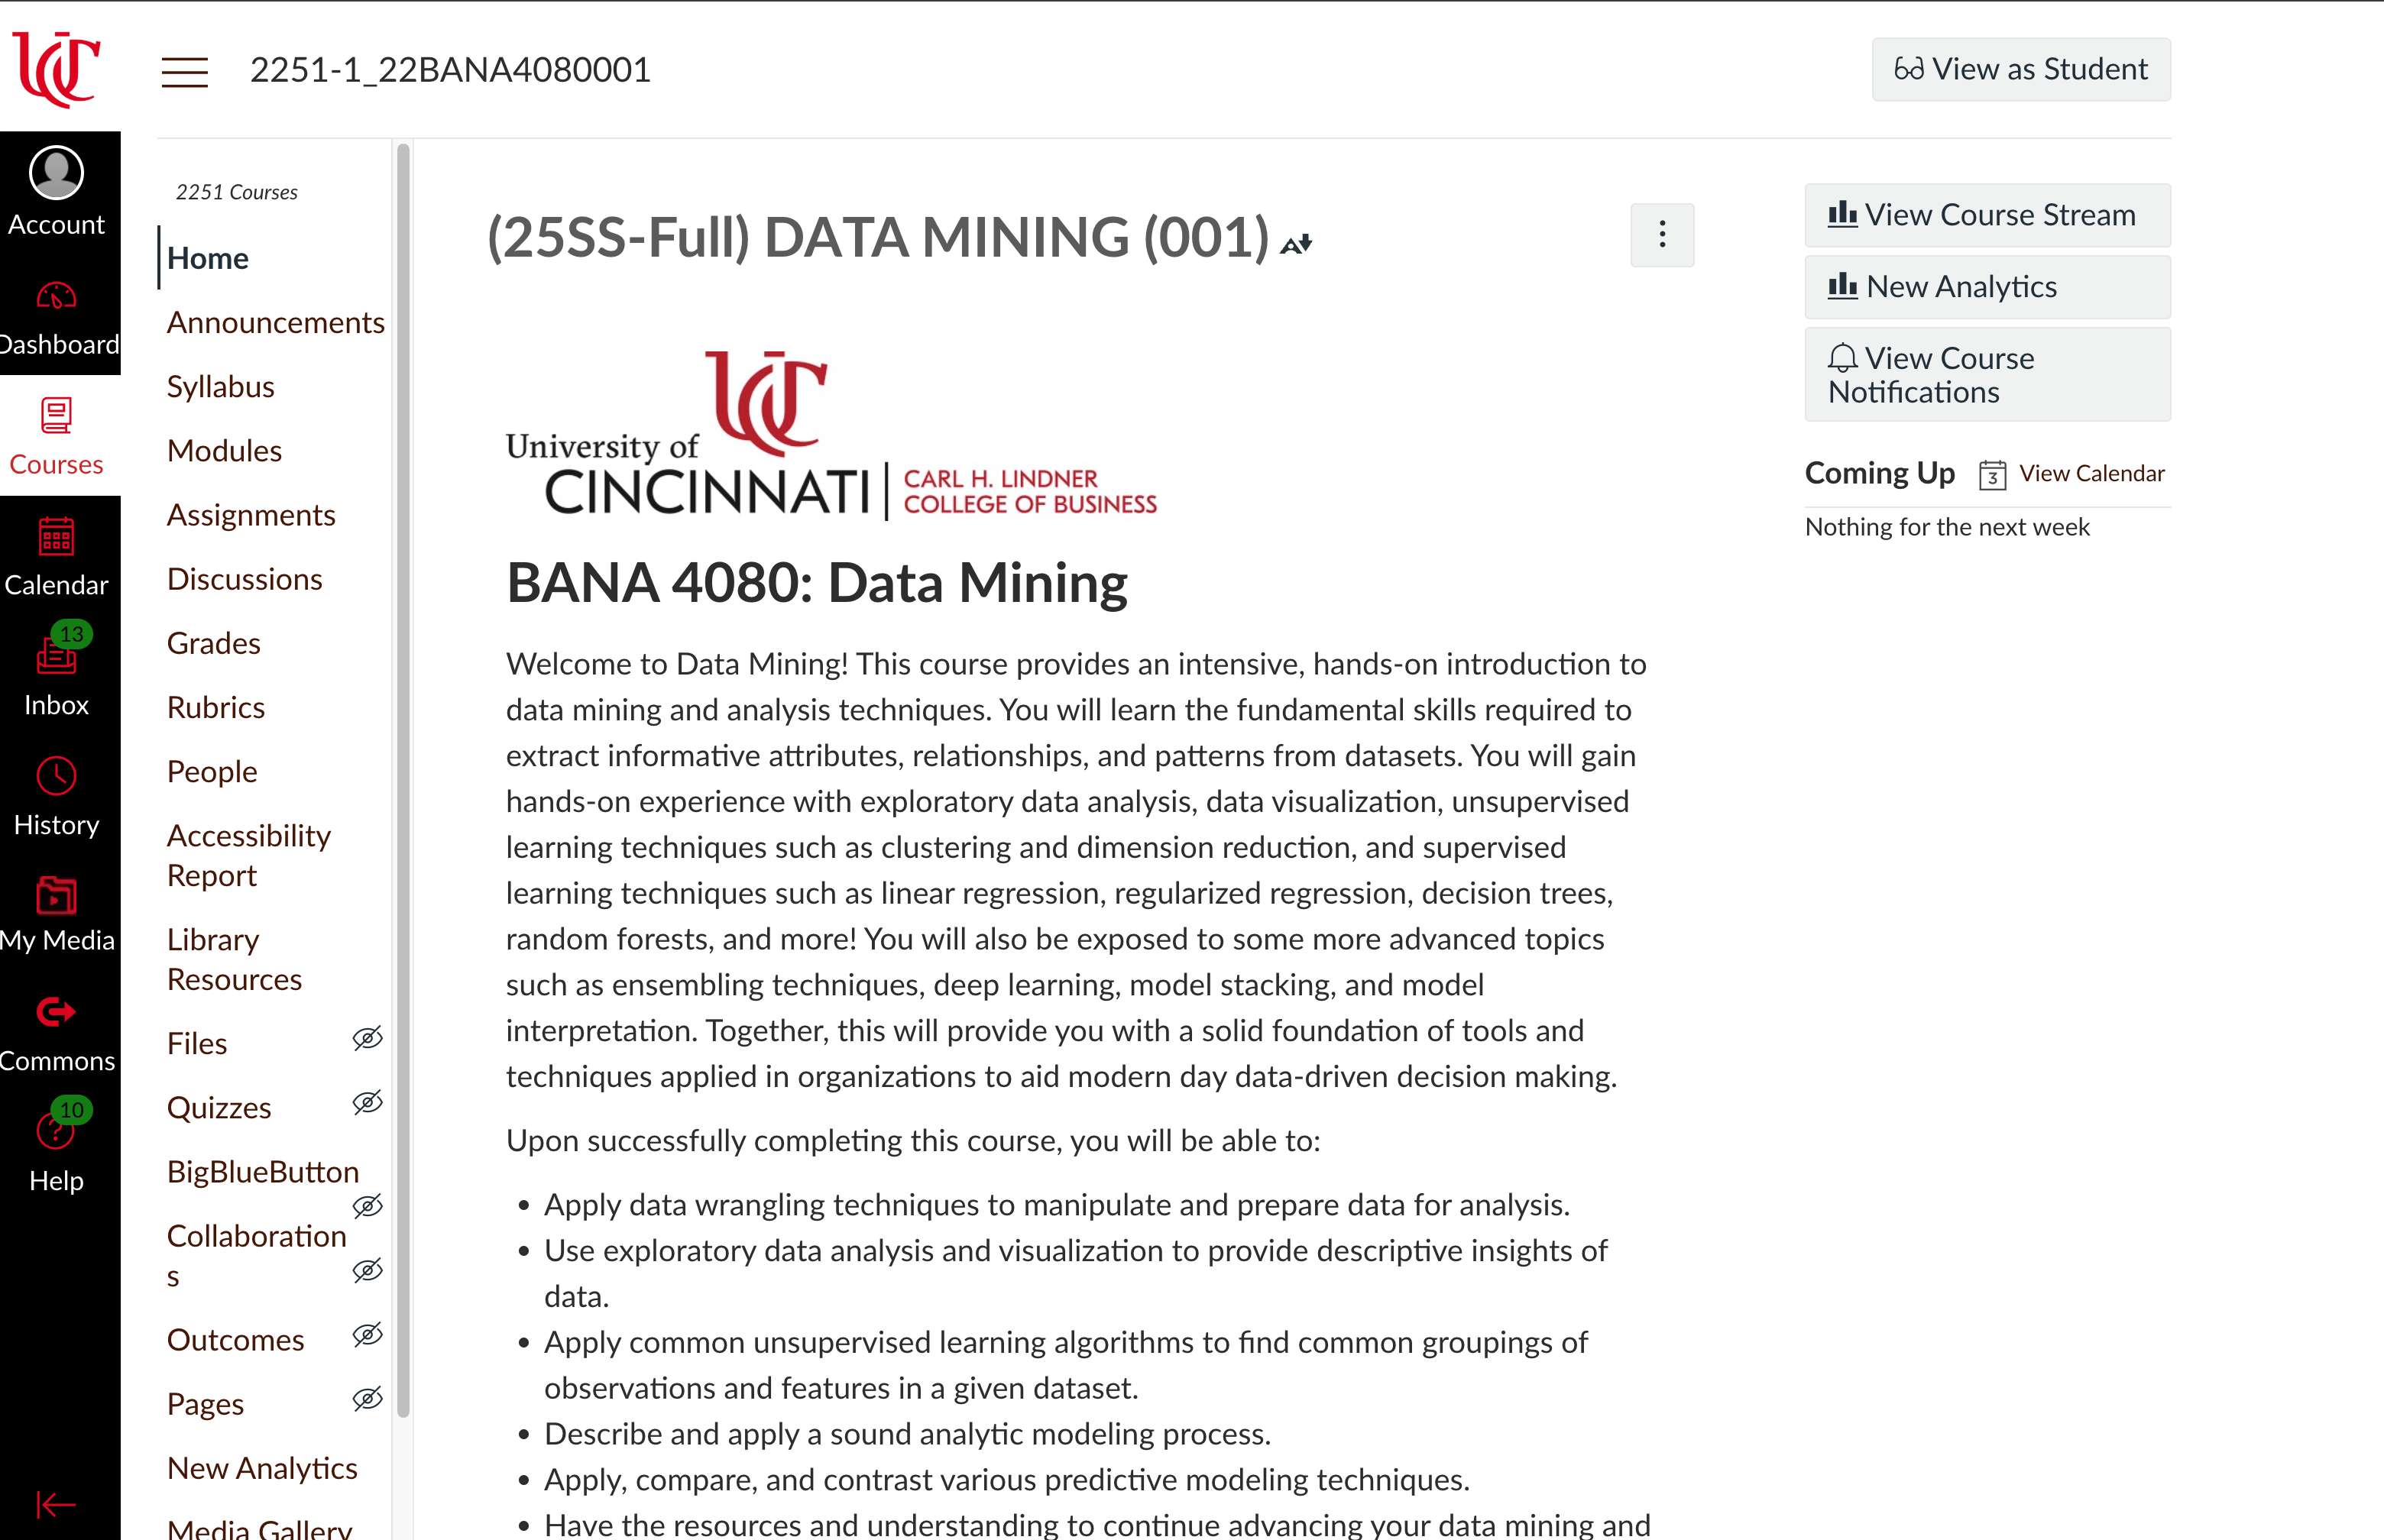 2251-1_22BANA4080001
View as Student
Account
Dashboard
Courses
Calendar
13
Inbox
History
My Media
Commons
10
Help
2251 Courses
Home
Announcements
Syllabus
Modules
Assignments
Discussions
Grades
Rubrics
People
Accessibility
Report
Library
Resources
Files
Quizzes
BigBlueButton
Collaboration
s
Outcomes
Pages
New Analytics
Media Gallery
(25SS-Full) DATA MINING (001)
University of
CINCINNATI
CARL H. LINDNER
COLLEGE OF BUSINESS
BANA 4080: Data Mining
Welcome to Data Mining! This course provides an intensive, hands-on introduction to
data mining and analysis techniques. You will learn the fundamental skills required to
extract informative attributes, relationships, and patterns from datasets. You will gain
hands-on experience with exploratory data analysis, data visualization, unsupervised
learning techniques such as clustering and dimension reduction, and supervised
learning techniques such as linear regression, regularized regression, decision trees,
random forests, and more! You will also be exposed to some more advanced topics
such as ensembling techniques, deep learning, model stacking, and model
interpretation. Together, this will provide you with a solid foundation of tools and
techniques applied in organizations to aid modern day data-driven decision making.
Upon successfully completing this course, you will be able to:
• Apply data wrangling techniques to manipulate and prepare data for analysis.
• Use exploratory data analysis and visualization to provide descriptive insights of
data.
• Apply common unsupervised learning algorithms to find common groupings of
observations and features in a given dataset.
• Describe and apply a sound analytic modeling process.
• Apply, compare, and contrast various predictive modeling techniques.
• Have the resources and understanding to continue advancing your data mining and
View Course Stream
New Analytics
View Course
Notifications
Coming Up
3
View Calendar
Nothing for the next week